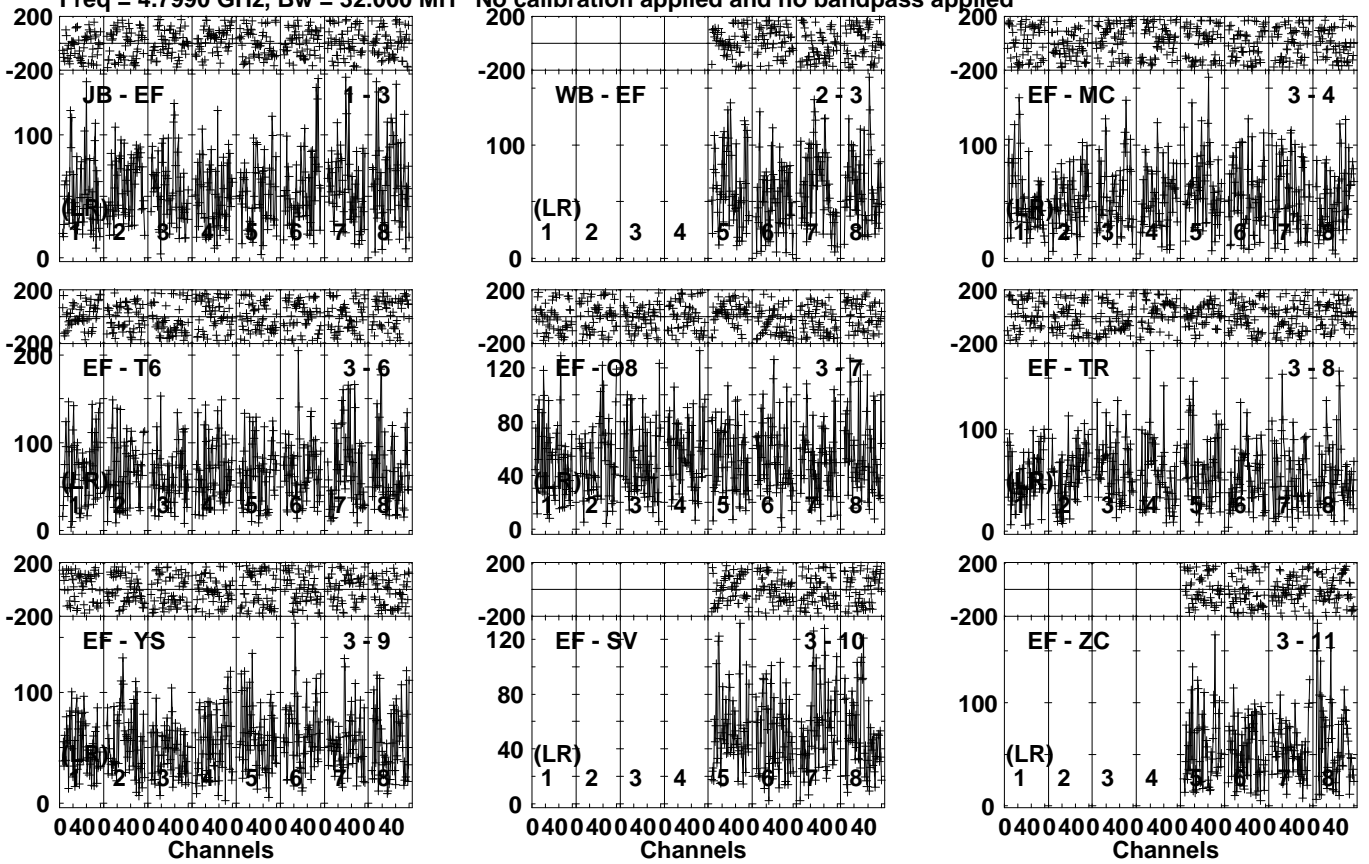 Freq = 4.7990 GHz, Bw = 32.000 MH No calibration applied and no bandpass applied
200 200 200
-200 -200 -200
JB - EF 1 - 3 WB - EF 2 - 3 EF - MC 3 - 4
100 100 100
(LR) (LR) (LR)
1 2 3 4 5 6 7 8 1 2 3 4 5 6 7 8 1 2 3 4 5 6 7 8
0 0 0
200 200 200
-200 -200 -200
200
EF - T6 3 - 6 120 EF - O8 3 - 7 EF - TR 3 - 8
100 80 100
40
(LR) (LR) (LR)
1 2 3 4 5 6 7 8 1 2 3 4 5 6 7 8 1 2 3 4 5 6 7 8
0 0 0
200 200 200
-200 -200 -200
EF - YS 3 - 9 120 EF - SV 3 - 10 EF - ZC 3 - 11
100 80 100
40
(LR) (LR) (LR)
1 2 3 4 5 6 7 8 1 2 3 4 5 6 7 8 1 2 3 4 5 6 7 8
0 0 0
0 40 0 40 0 40 0 40 0 40 0 40 0 40 0 40 0 40 0 40 0 40 0 40 0 40 0 40 0 40 0 40 0 40 0 40 0 40 0 40 0 40 0 40 0 40 0 40
Channels Channels Channels